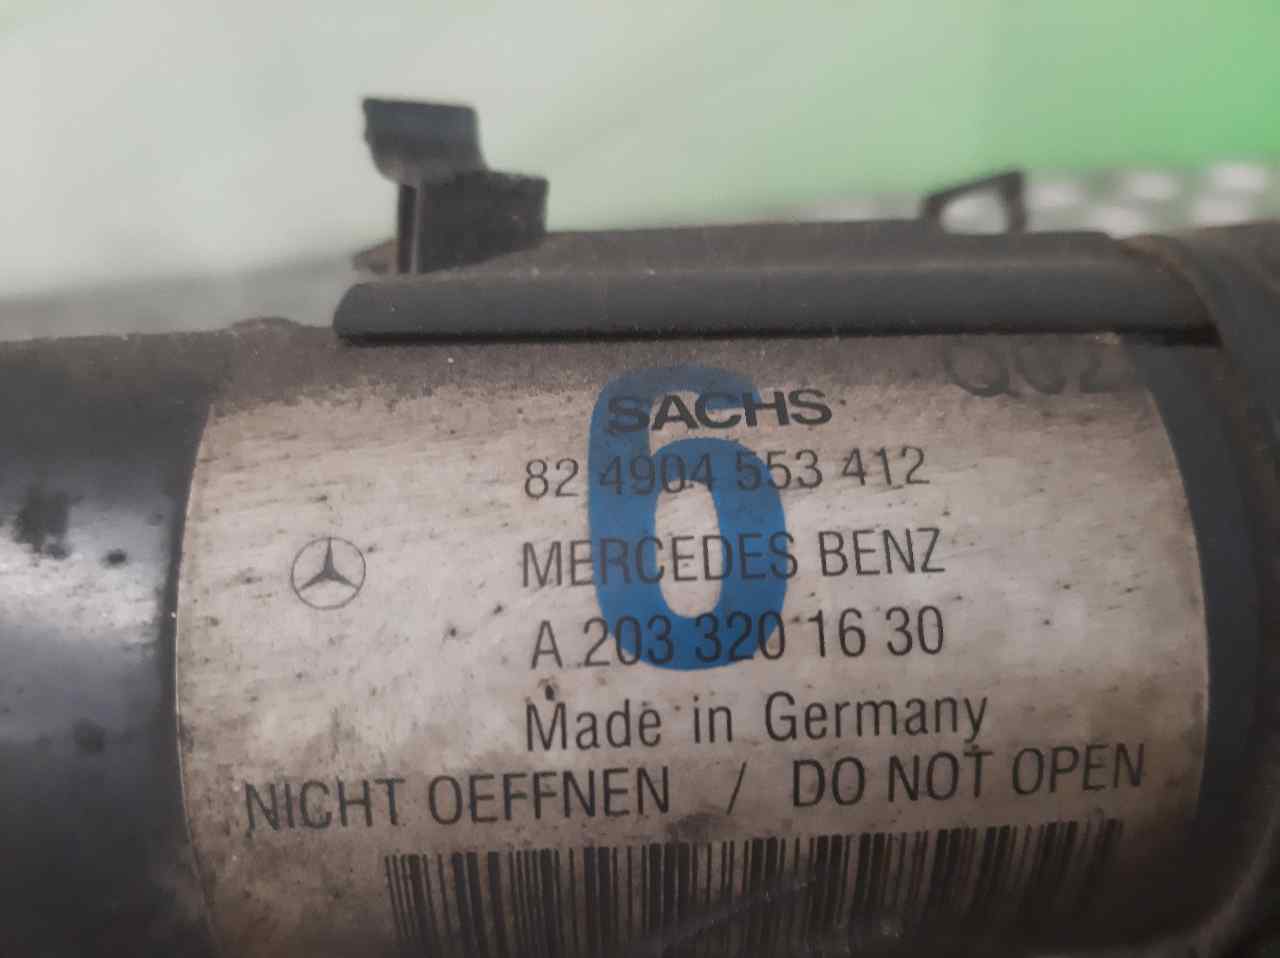 6
SACHS
82 4904 553 412
MERCEDES BENZ
A 203 320 16 30
Made in Germany
NICHT OEFFNEN / DO NOT OPEN